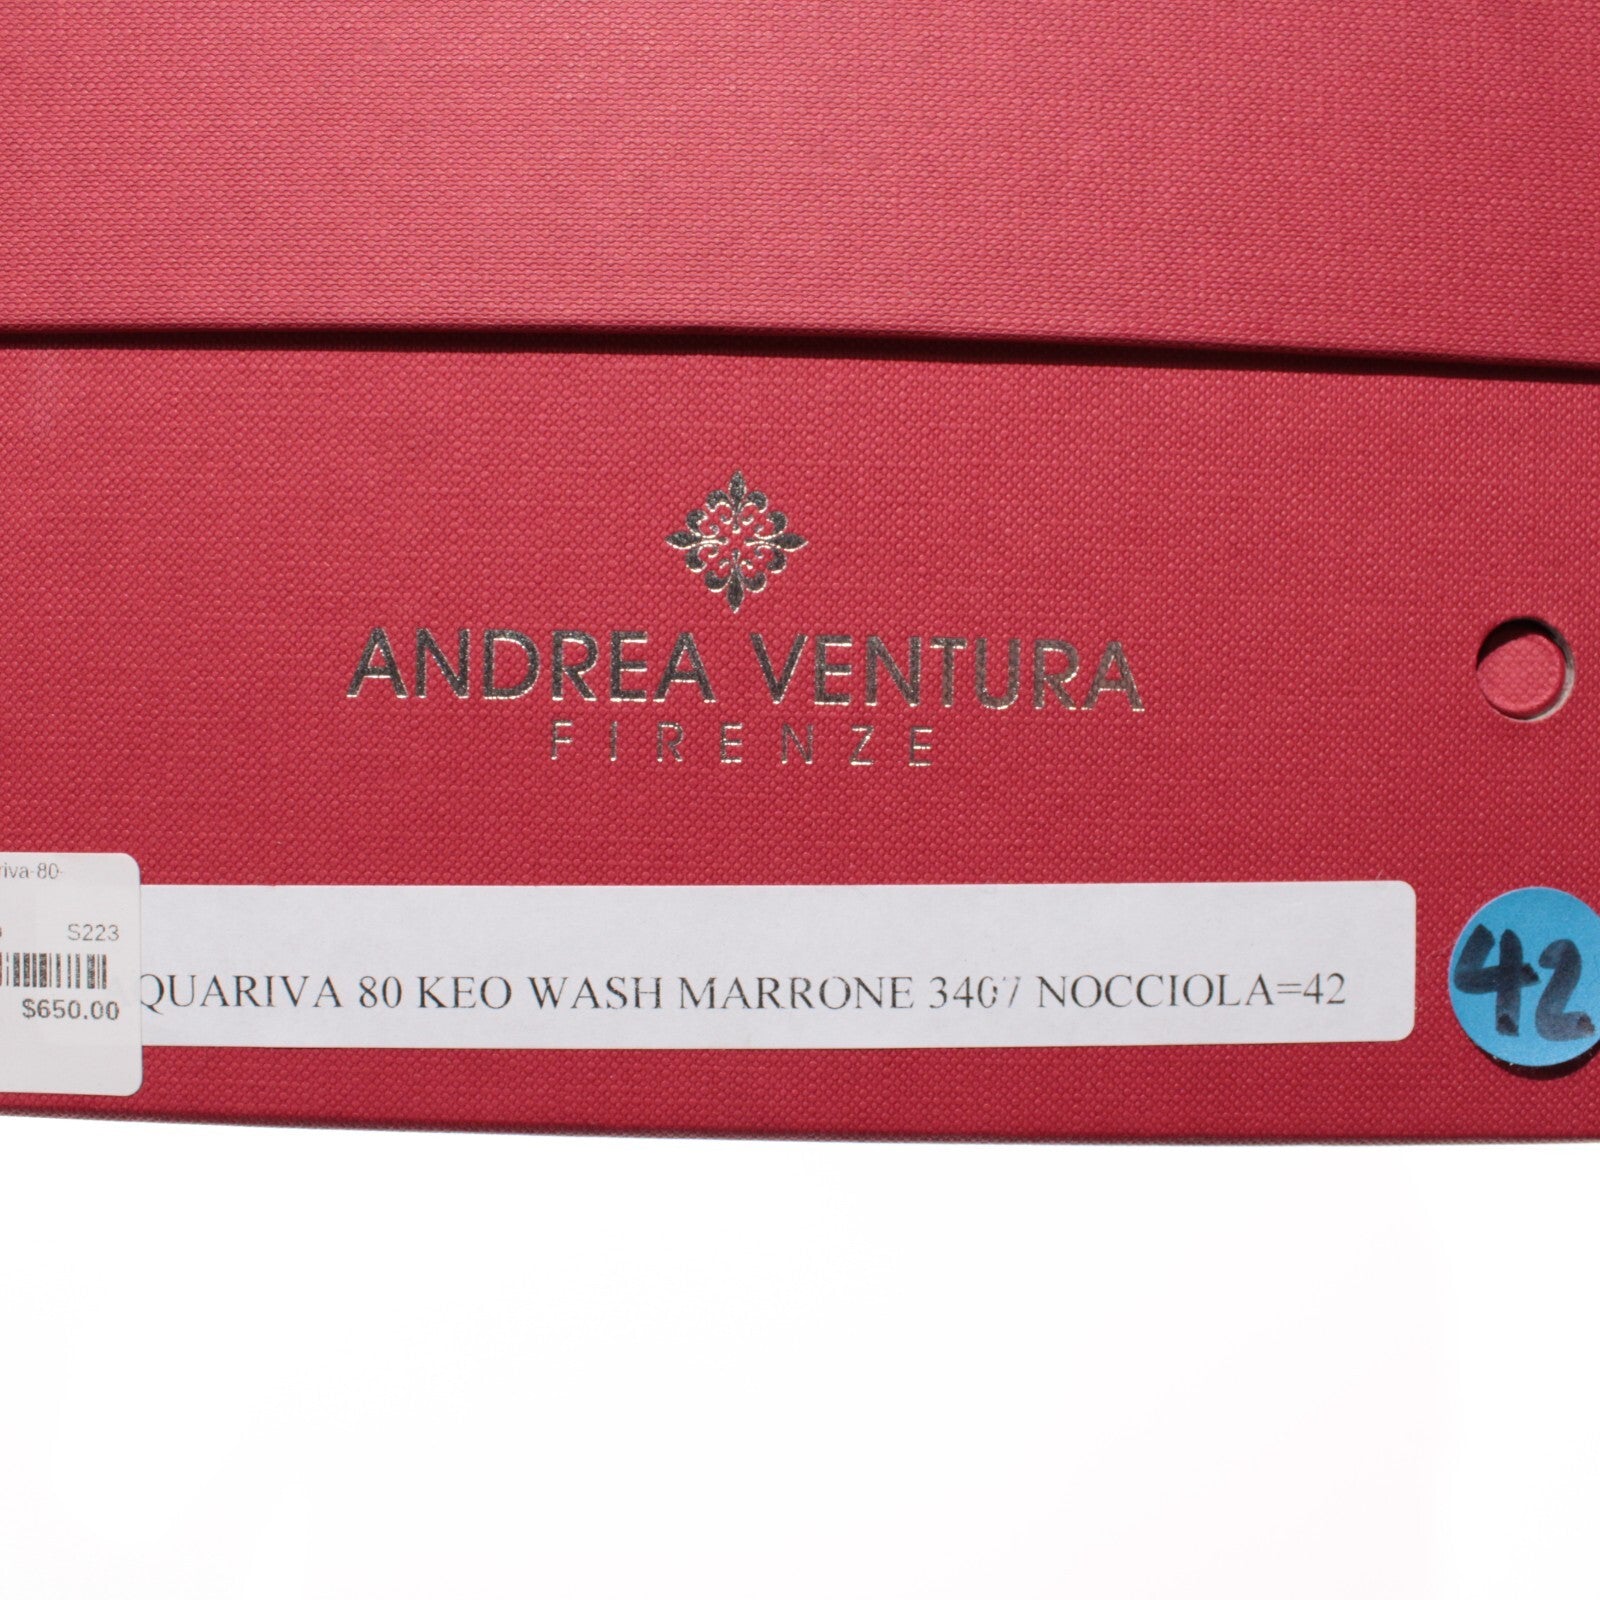 ANDREA VENTURA
FIRENZE
riva-80-
S223
$650.00
QUARIVA 80 KEO WASH MARRONE 3407 NOCCIOLA=42
42